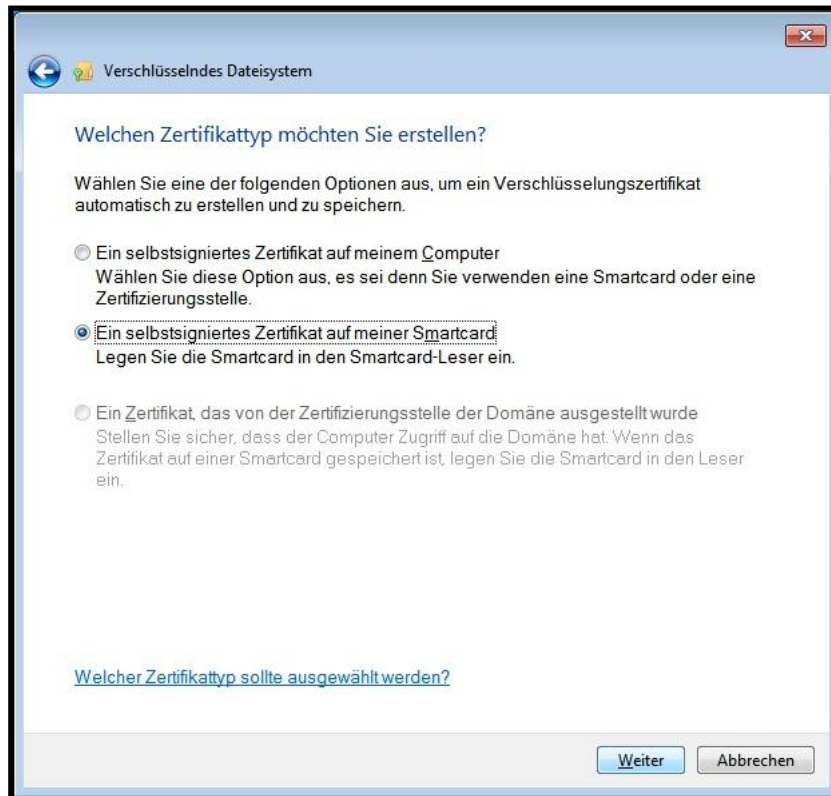 Verschlüsselndes Dateisystem
Welchen Zertifikattyp möchten Sie erstellen?
Wählen Sie eine der folgenden Optionen aus, um ein Verschlüsselungszertifikat
automatisch zu erstellen und zu speichern.
Ein selbstsigniertes Zertifikat auf meinem Computer
Wählen Sie diese Option aus, es sei denn Sie verwenden eine Smartcard oder eine
Zertifizierungsstelle.
Ein selbstsigniertes Zertifikat auf meiner Smartcard
Legen Sie die Smartcard in den Smartcard-Leser ein.
Ein Zertifikat, das von der Zertifizierungsstelle der Domäne ausgestellt wurde
Stellen Sie sicher, dass der Computer Zugriff auf die Domäne hat. Wenn das
Zertifikat auf einer Smartcard gespeichert ist, legen Sie die Smartcard in den Leser
ein.
Welcher Zertifikattyp sollte ausgewählt werden?
Weiter Abbrechen